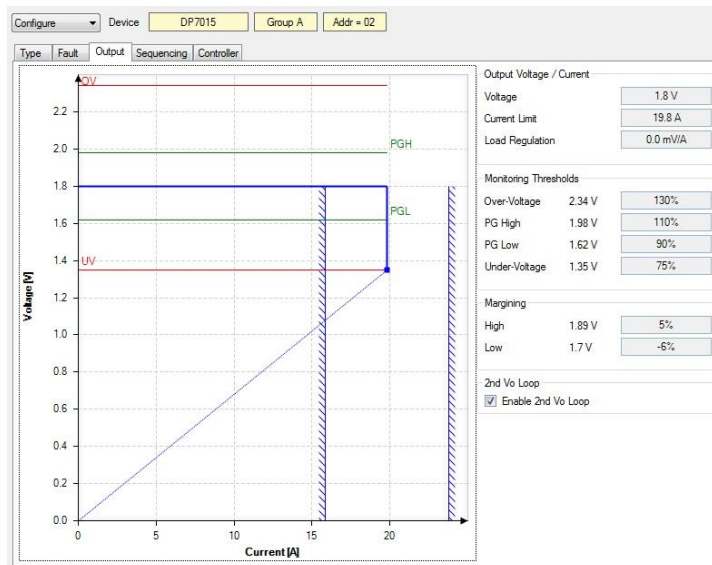 Configure Device DP7015 Group A Addr = 02
Type Fault Output Sequencing Controller
OV
PGH
PGL
UV
2.2
2.0
1.8
1.6
1.4
1.2
1.0
0.8
0.6
0.4
0.2
0.0
Voltage [V]
0 5 10 15 20
Current [A]
Output Voltage / Current
Voltage 1.8 V
Current Limit 19.8 A
Load Regulation 0.0 mV/A
Monitoring Thresholds
Over-Voltage 2.34 V 130%
PG High 1.98 V 110%
PG Low 1.62 V 90%
Under-Voltage 1.35 V 75%
Margining
High 1.89 V 5%
Low 1.7 V -6%
2nd Vo Loop
Enable 2nd Vo Loop